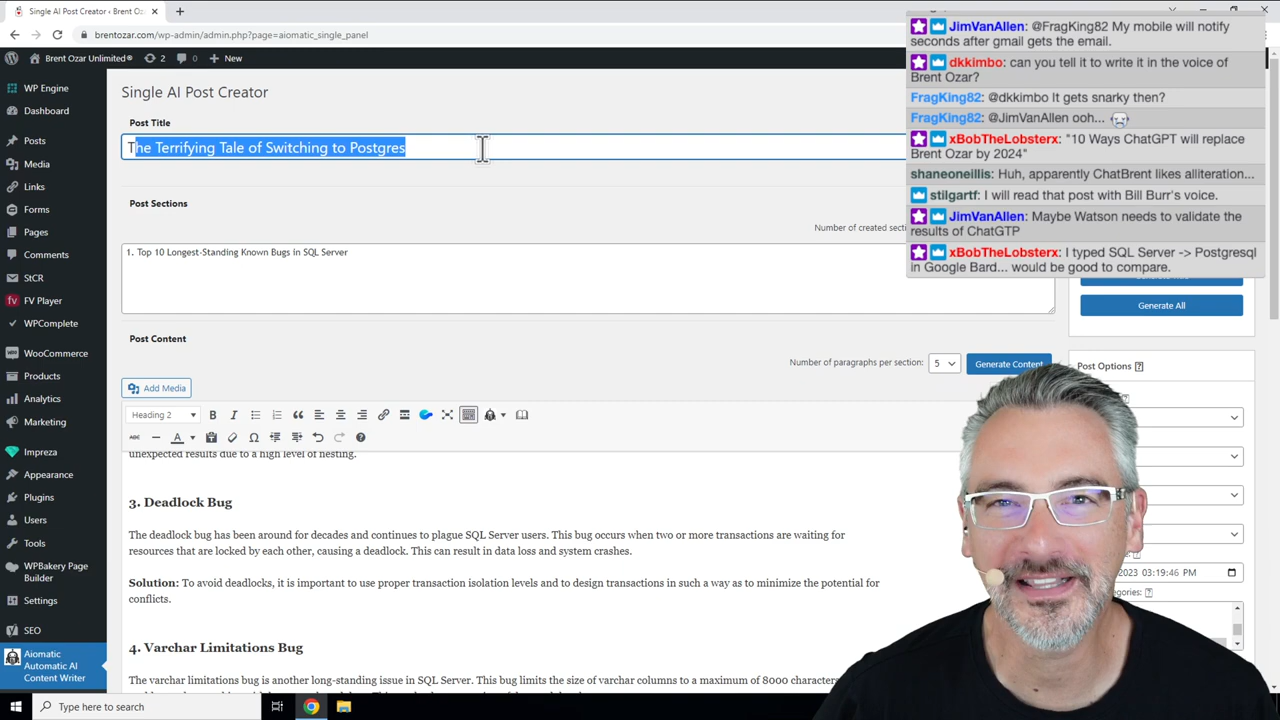 Single AI Post Creator ‹ Brent O
brentozar.com/wp-admin/admin.php?page=aiomatic_single_panel
Brent Ozar Unlimited®
2
0
New
WP Engine
Dashboard
Posts
Media
Links
Forms
Pages
Comments
StCR
FV Player
WPComplete
WooCommerce
Products
Analytics
Marketing
Impreza
Appearance
Plugins
Users
Tools
WPBakery Page
Builder
Settings
SEO
Aiomatic
Automatic AI
Content Writer
Single AI Post Creator
Post Title
The Terrifying Tale of Switching to Postgres
Post Sections
Number of created secti
1. Top 10 Longest-Standing Known Bugs in SQL Server
Post Content
Number of paragraphs per section:
5
Generate Content
Add Media
Heading 2
unexpected results due to a high level of nesting.
3. Deadlock Bug
The deadlock bug has been around for decades and continues to plague SQL Server users. This bug occurs when two or more transactions are waiting for
resources that are locked by each other, causing a deadlock. This can result in data loss and system crashes.
Solution: To avoid deadlocks, it is important to use proper transaction isolation levels and to design transactions in such a way as to minimize the potential for
conflicts.
4. Varchar Limitations Bug
The varchar limitations bug is another long-standing issue in SQL Server. This bug limits the size of varchar columns to a maximum of 8000 characters
JimVanAllen: @FragKing82 My mobile will notify
seconds after gmail gets the email.
dkkimbo: can you tell it to write it in the voice of
Brent Ozar?
FragKing82: @dkkimbo It gets snarky then?
FragKing82: @JimVanAllen ooh...
xBobTheLobsterx: "10 Ways ChatGPT will replace
Brent Ozar by 2024"
shaneoneillis: Huh, apparently ChatBrent likes alliteration...
stilgartf: I will read that post with Bill Burr's voice.
JimVanAllen: Maybe Watson needs to validate the
results of ChatGTP
xBobTheLobsterx: I typed SQL Server -> Postgresql
in Google Bard... would be good to compare.
Generate All
Post Options [?]
2023 03:19:46 PM
ategories: [?]
Type here to search